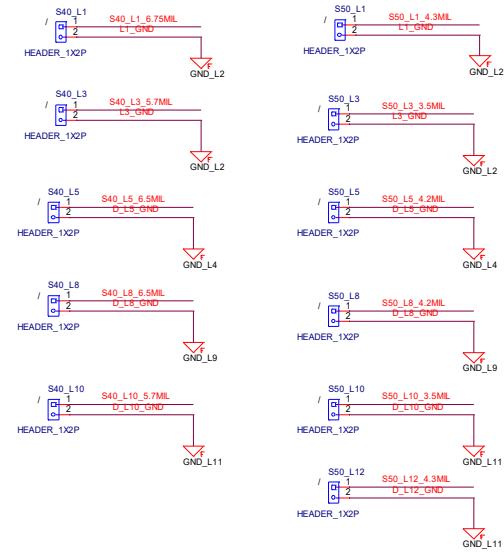 S40_L1
/
1
S40_L1_6.75MIL
2
L1_GND
HEADER_1X2P
F
GND_L2
S50_L1
/
1
S50_L1_4.3MIL
2
L1_GND
HEADER_1X2P
F
GND_L2
S40_L3
/
1
S40_L3_5.7MIL
2
L3_GND
HEADER_1X2P
F
GND_L2
S50_L3
/
1
S50_L3_3.5MIL
2
L3_GND
HEADER_1X2P
F
GND_L2
S40_L5
/
1
S40_L5_6.5MIL
2
D_L5_GND
HEADER_1X2P
F
GND_L4
S50_L5
/
1
S50_L5_4.2MIL
2
D_L5_GND
HEADER_1X2P
F
GND_L4
S40_L8
/
1
S40_L8_6.5MIL
2
D_L8_GND
HEADER_1X2P
F
GND_L9
S50_L8
/
1
S50_L8_4.2MIL
2
D_L8_GND
HEADER_1X2P
F
GND_L9
S40_L10
/
1
S40_L10_5.7MIL
2
D_L10_GND
HEADER_1X2P
F
GND_L11
S50_L10
/
1
S50_L10_3.5MIL
2
D_L10_GND
HEADER_1X2P
F
GND_L11
S50_L12
/
1
S50_L12_4.3MIL
2
D_L12_GND
HEADER_1X2P
F
GND_L11